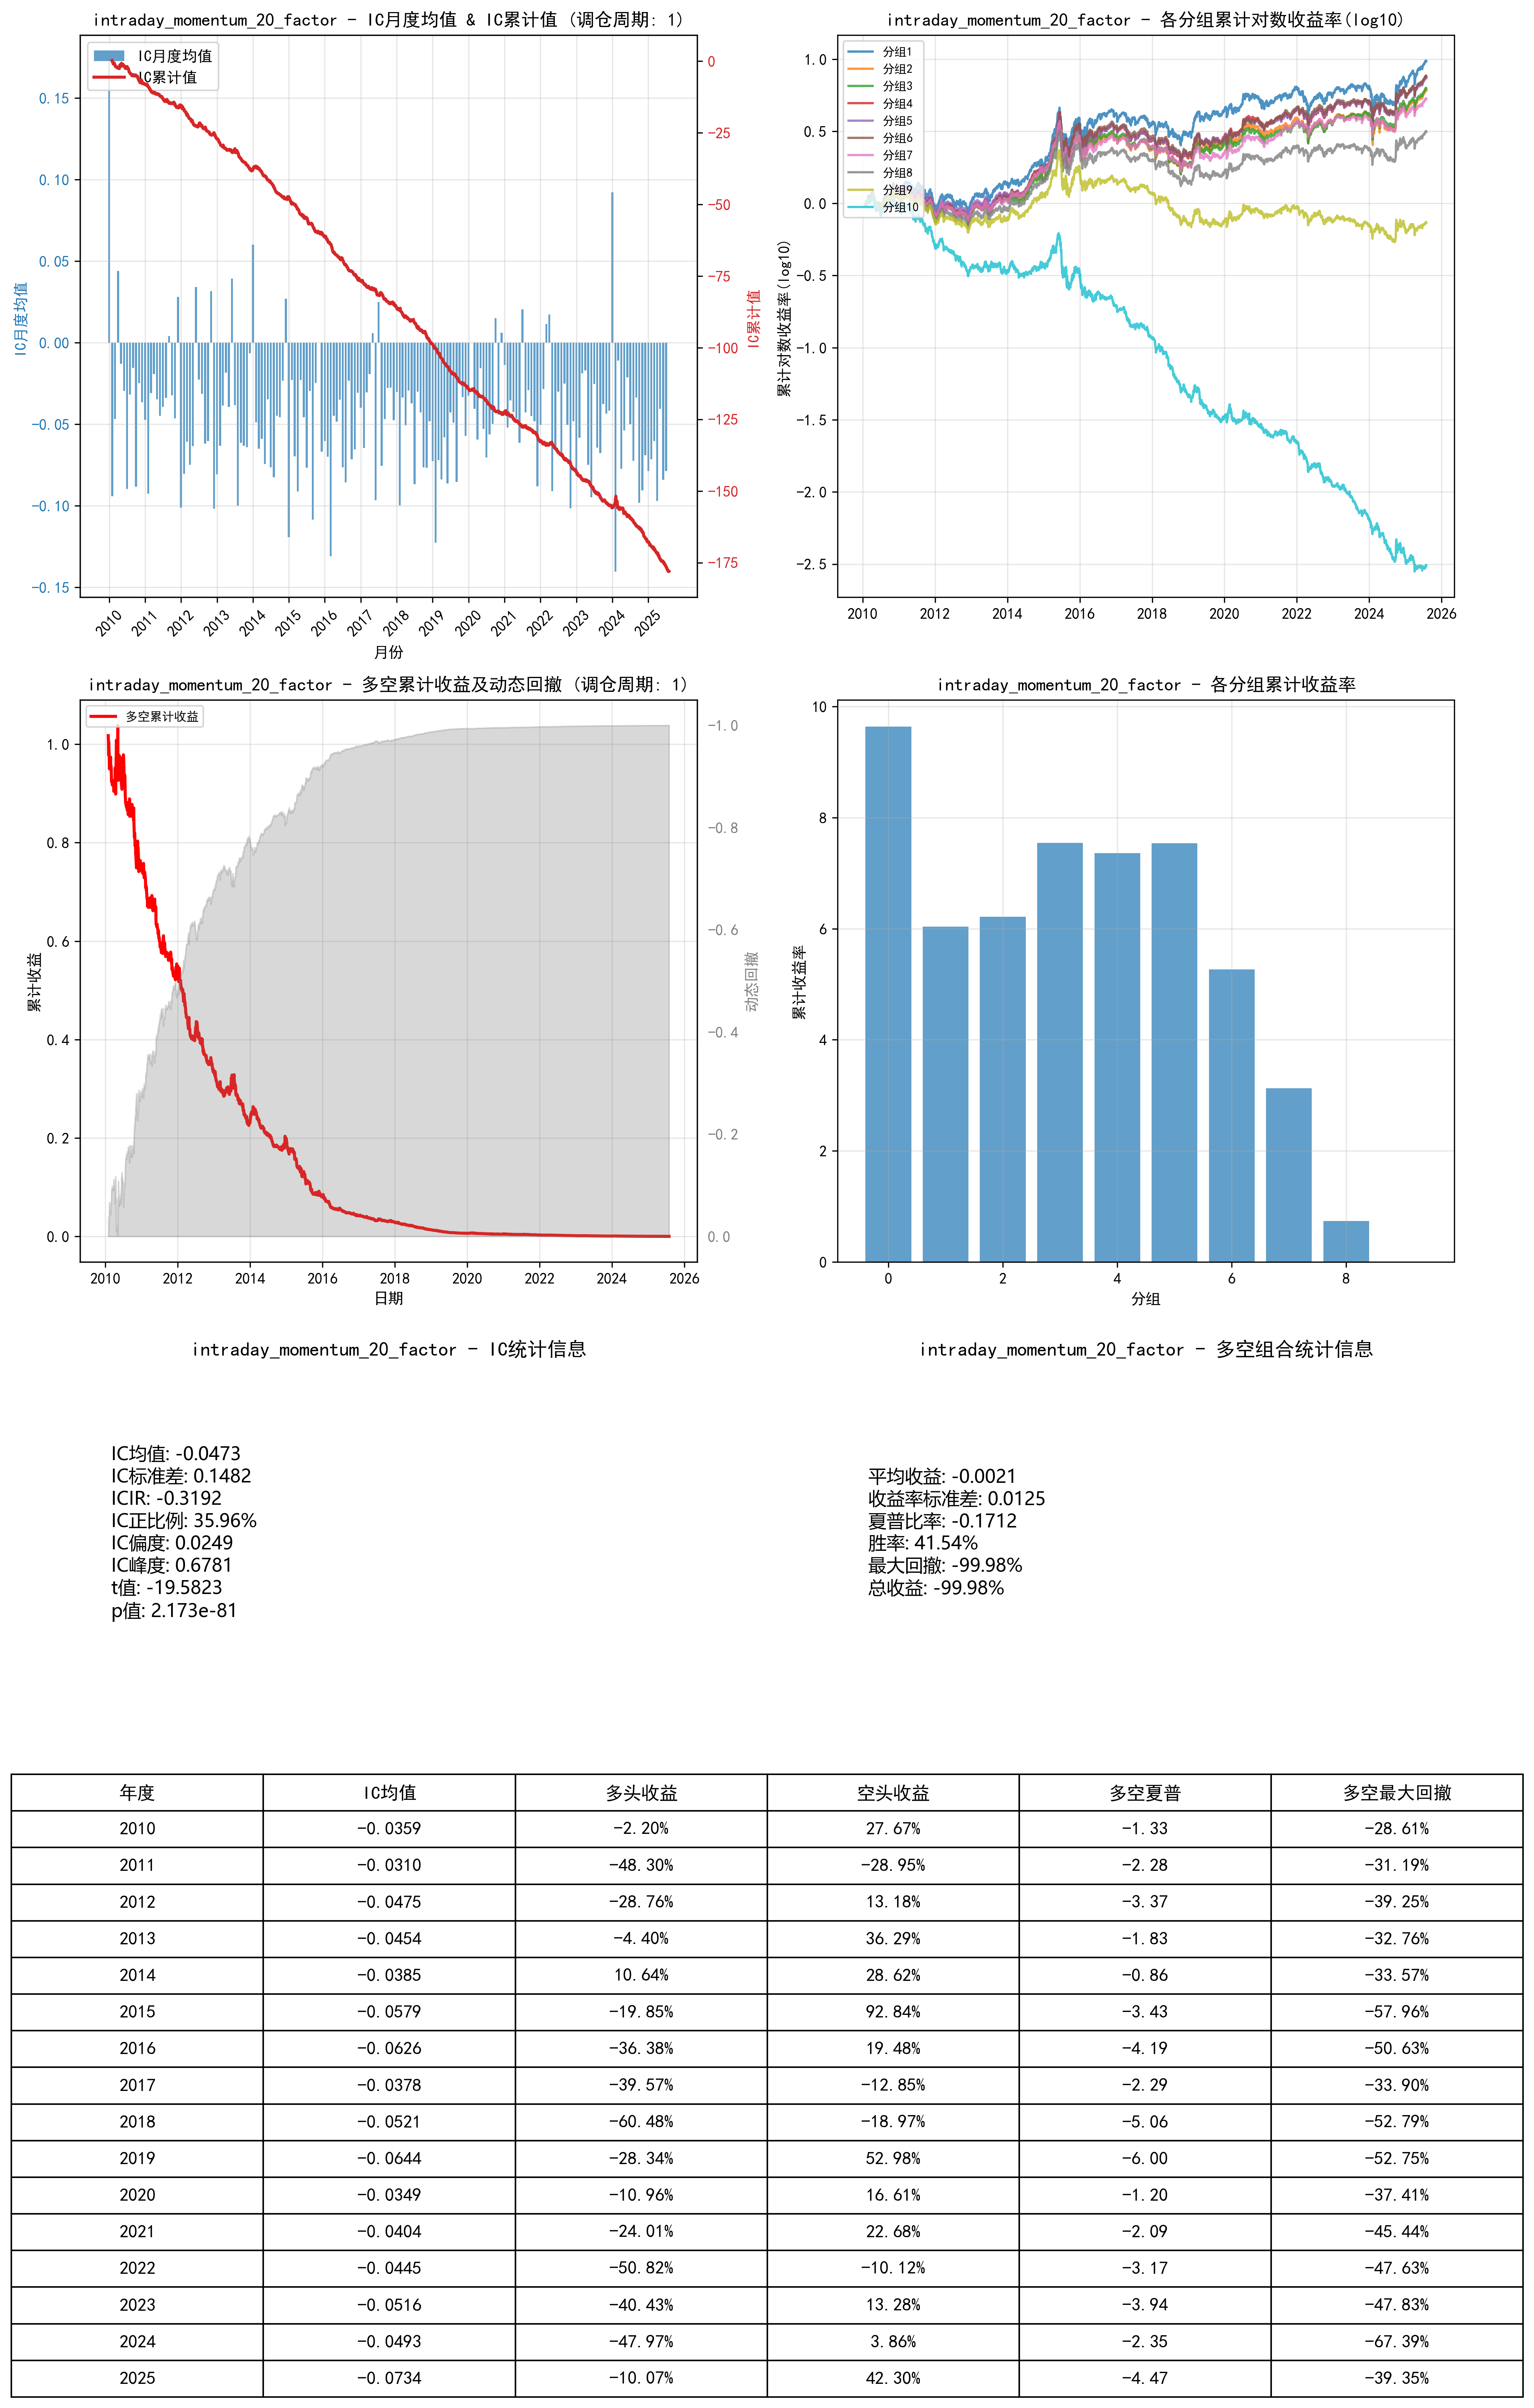 intraday_momentum_20_factor - IC月度均值 & IC累计值 (调仓周期: 1)
IC月度均值
IC累计值
0.15
0.10
0.05
0.00
-0.05
-0.10
-0.15
IC月度均值
0
-25
-50
-75
-100
-125
-150
-175
IC累计值
2010 2011 2012 2013 2014 2015 2016 2017 2018 2019 2020 2021 2022 2023 2024 2025
月份
intraday_momentum_20_factor - 各分组累计对数收益率(log10)
分组1
分组2
分组3
分组4
分组5
分组6
分组7
分组8
分组9
分组10
1.0
0.5
0.0
-0.5
-1.0
-1.5
-2.0
-2.5
累计对数收益率(log10)
2010 2012 2014 2016 2018 2020 2022 2024 2026
intraday_momentum_20_factor - 多空累计收益及动态回撤 (调仓周期: 1)
多空累计收益
1.0
0.8
0.6
0.4
0.2
0.0
累计收益
-1.0
-0.8
-0.6
-0.4
-0.2
-0.0
动态回撤
2010 2012 2014 2016 2018 2020 2022 2024 2026
日期
intraday_momentum_20_factor - 各分组累计收益率
10
8
6
4
2
0
累计收益率
0 2 4 6 8
分组
intraday_momentum_20_factor - IC统计信息
IC均值: -0.0473
IC标准差: 0.1482
ICIR: -0.3192
IC正比例: 35.96%
IC偏度: 0.0249
IC峰度: 0.6781
t值: -19.5823
p值: 2.173e-81
intraday_momentum_20_factor - 多空组合统计信息
平均收益: -0.0021
收益率标准差: 0.0125
夏普比率: -0.1712
胜率: 41.54%
最大回撤: -99.98%
总收益: -99.98%
年度 IC均值 多头收益 空头收益 多空夏普 多空最大回撤
2010 -0.0359 -2.20% 27.67% -1.33 -28.61%
2011 -0.0310 -48.30% -28.95% -2.28 -31.19%
2012 -0.0475 -28.76% 13.18% -3.37 -39.25%
2013 -0.0454 -4.40% 36.29% -1.83 -32.76%
2014 -0.0385 10.64% 28.62% -0.86 -33.57%
2015 -0.0579 -19.85% 92.84% -3.43 -57.96%
2016 -0.0626 -36.38% 19.48% -4.19 -50.63%
2017 -0.0378 -39.57% -12.85% -2.29 -33.90%
2018 -0.0521 -60.48% -18.97% -5.06 -52.79%
2019 -0.0644 -28.34% 52.98% -6.00 -52.75%
2020 -0.0349 -10.96% 16.61% -1.20 -37.41%
2021 -0.0404 -24.01% 22.68% -2.09 -45.44%
2022 -0.0445 -50.82% -10.12% -3.17 -47.63%
2023 -0.0516 -40.43% 13.28% -3.94 -47.83%
2024 -0.0493 -47.97% 3.86% -2.35 -67.39%
2025 -0.0734 -10.07% 42.30% -4.47 -39.35%